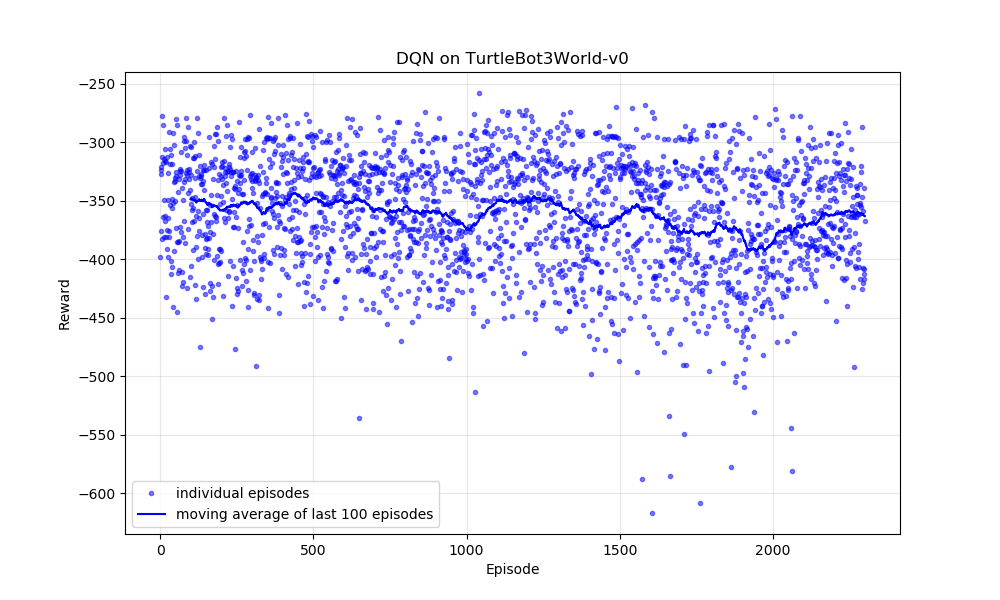 DQN on TurtleBot3World-v0
−250
−300
−350
−400
−450
−500
−550
−600
Reward
individual episodes
moving average of last 100 episodes
0
500
1000
1500
2000
Episode